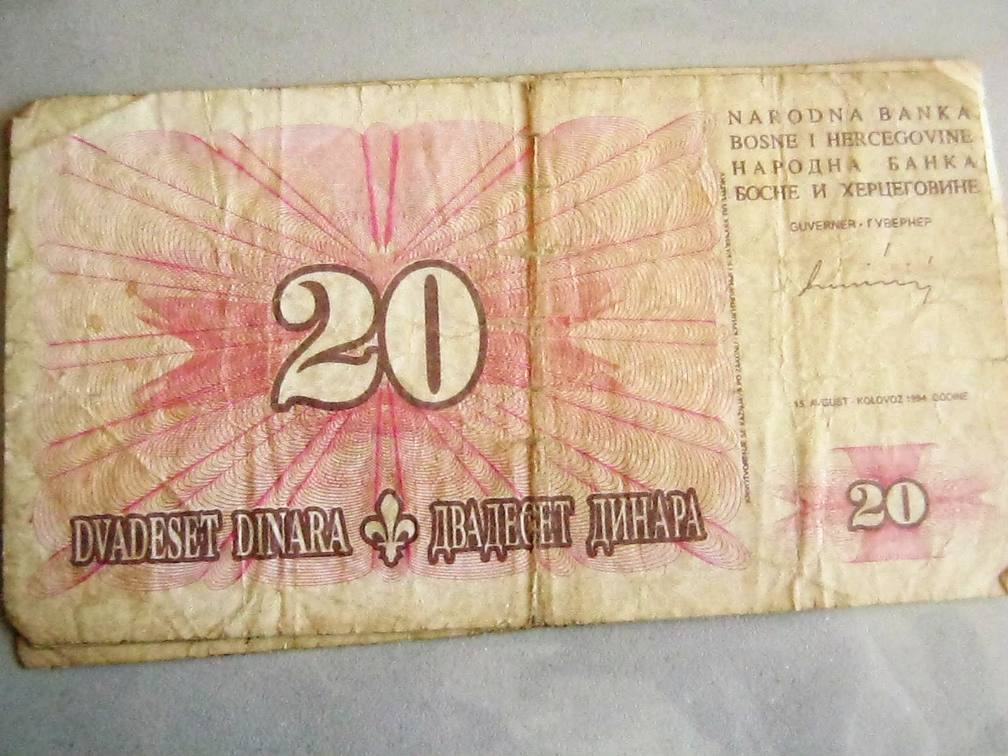 NARODNA BANKA
BOSNE I HERCEGOVINE
НАРОДНА БАНКА
БОСНЕ И ХЕРЦЕГОВИНЕ
GUVERNER - ГУВЕРНЕР
15. AVGUST - KOLOVOZ 1994. GODINE
20
DVADESET DINARA ДВАДЕСЕТ ДИНАРА
20